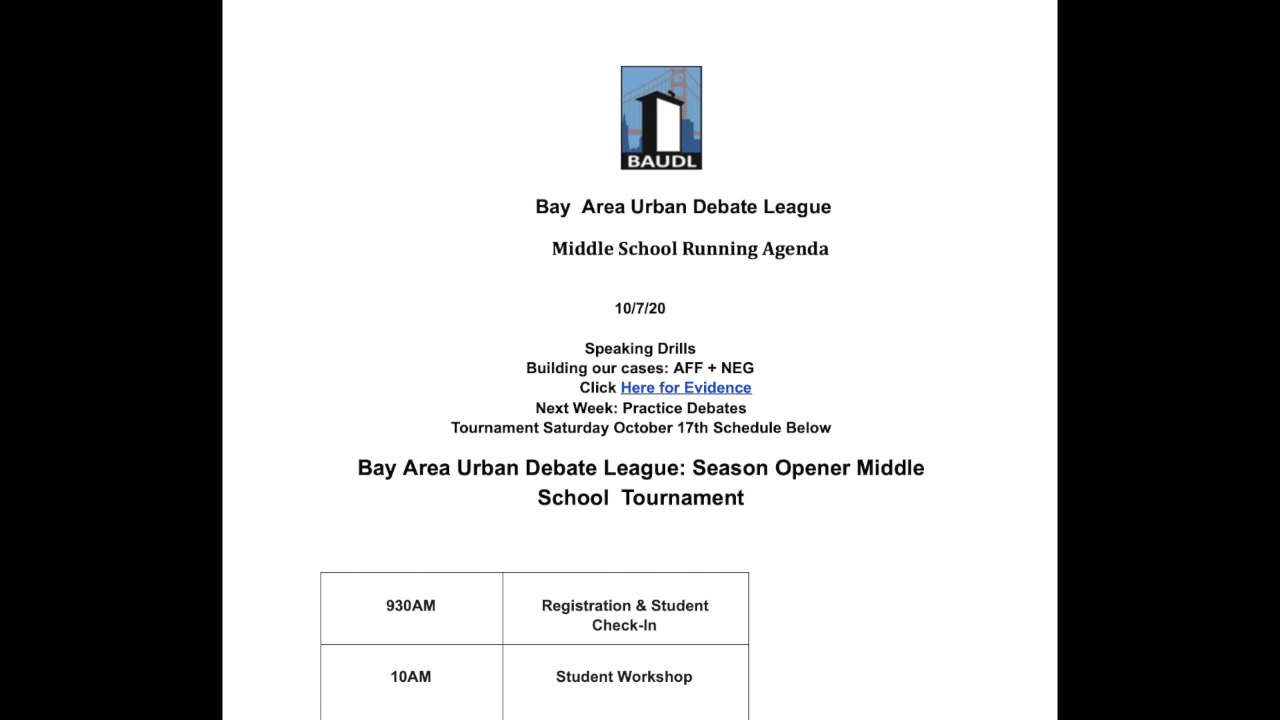 BAUDL
Bay  Area Urban Debate League
Middle School Running Agenda
10/7/20
Speaking Drills
Building our cases: AFF + NEG
Click Here for Evidence
Next Week: Practice Debates
Tournament Saturday October 17th Schedule Below
Bay Area Urban Debate League: Season Opener Middle
School  Tournament
930AM
Registration & Student
Check-In
10AM
Student Workshop